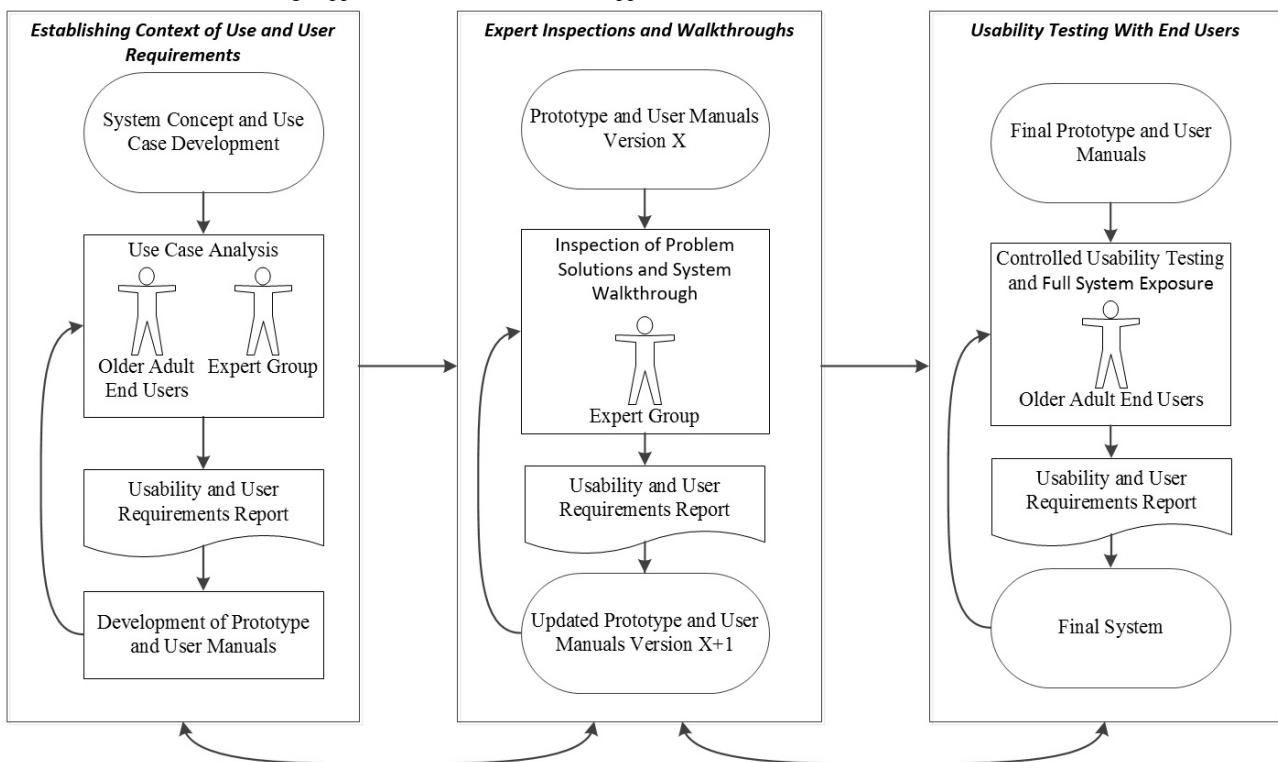 Establishing Context of Use and User
Requirements
System Concept and Use
Case Development
Use Case Analysis
Older Adult
End Users
Expert Group
Usability and User
Requirements Report
Development of Prototype
and User Manuals
Expert Inspections and Walkthroughs
Prototype and User Manuals
Version X
Inspection of Problem
Solutions and System
Walkthrough
Expert Group
Usability and User
Requirements Report
Updated Prototype and User
Manuals Version X+1
Usability Testing With End Users
Final Prototype and User
Manuals
Controlled Usability Testing
and Full System Exposure
Older Adult End Users
Usability and User
Requirements Report
Final System